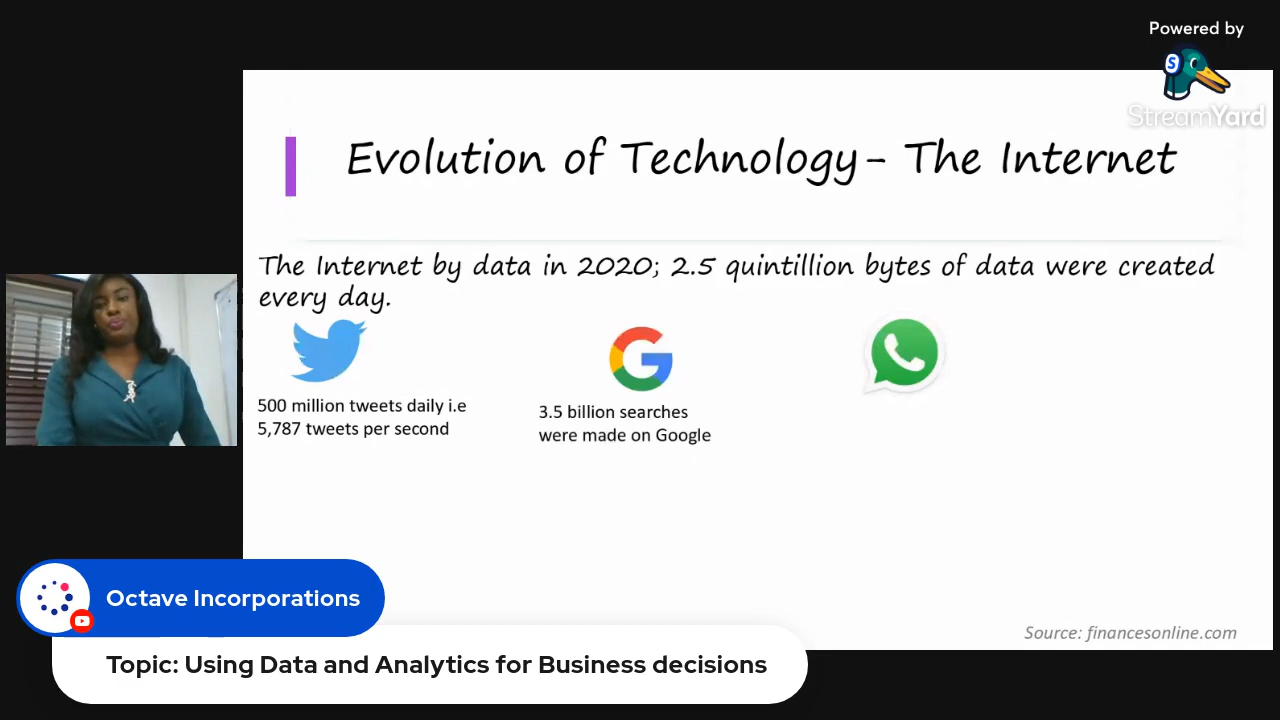 Powered by
StreamYard
Evolution of Technology- The Internet
The Internet by data in 2020; 2.5 quintillion bytes of data were created
every day.
500 million tweets daily i.e
5,787 tweets per second
3.5 billion searches
were made on Google
Octave Incorporations
Source: financesonline.com
Topic: Using Data and Analytics for Business decisions